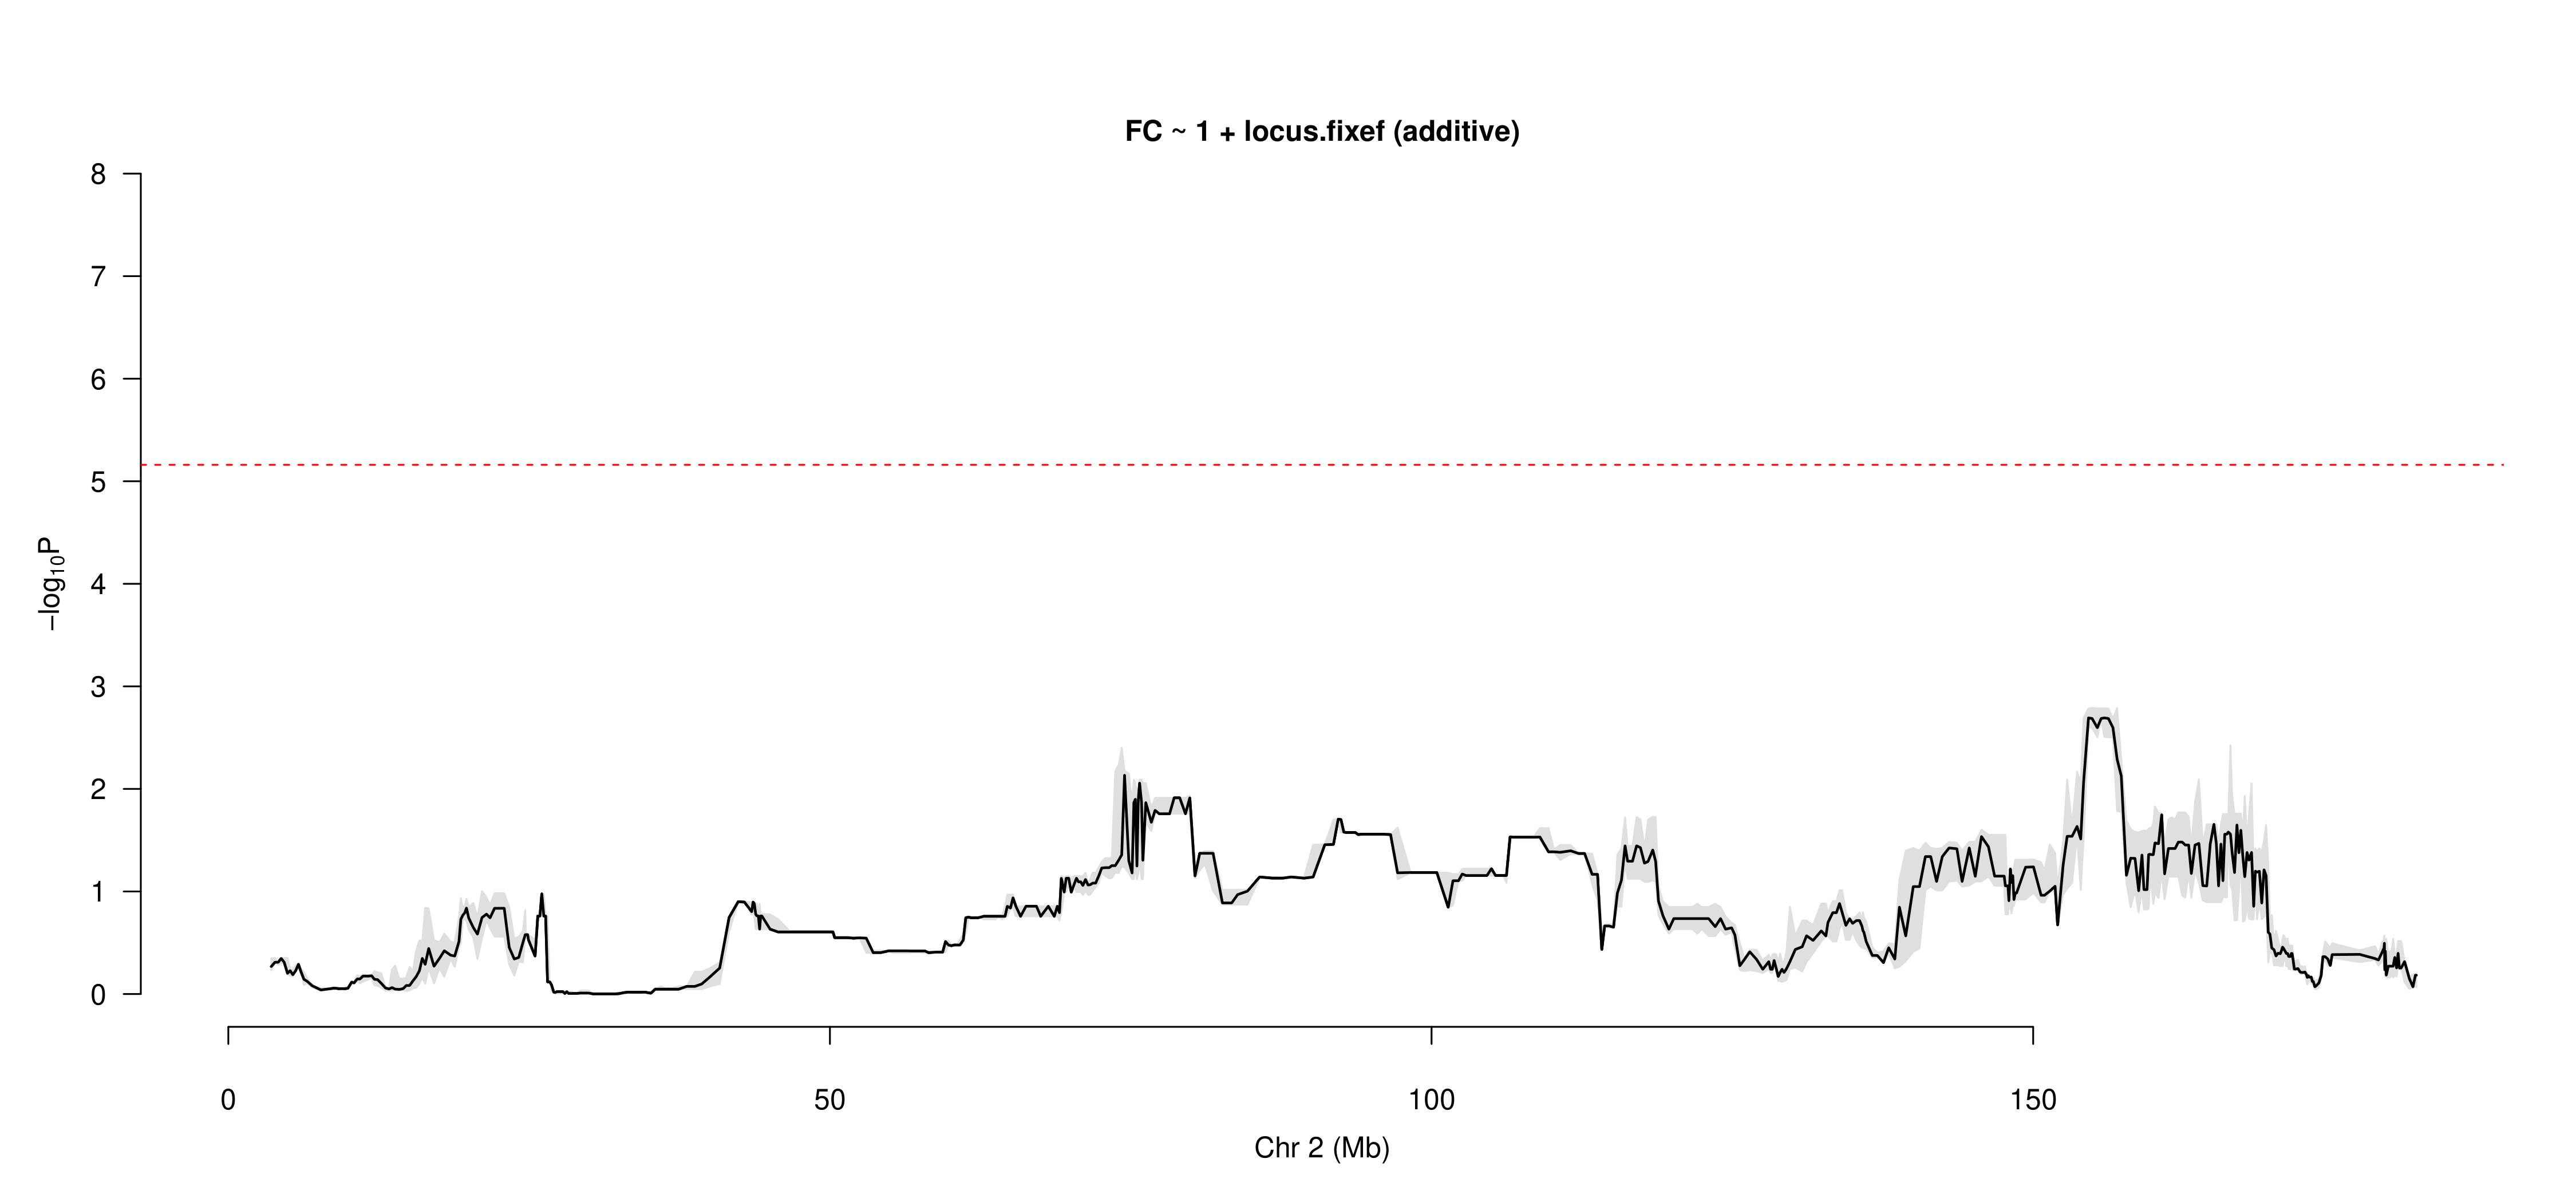 FC ~ 1 + locus.fixef (additive)
8
7
6
5
4
3
2
1
0
−log10P
0 50 100 150
Chr 2 (Mb)